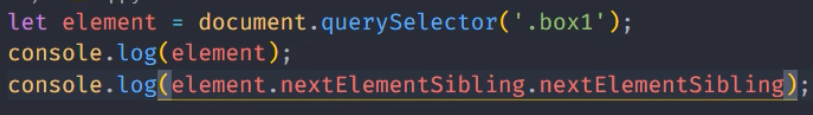 let element = document.querySelector('.box1');
console.log(element);
console.log(element.nextElementSibling.nextElementSibling);